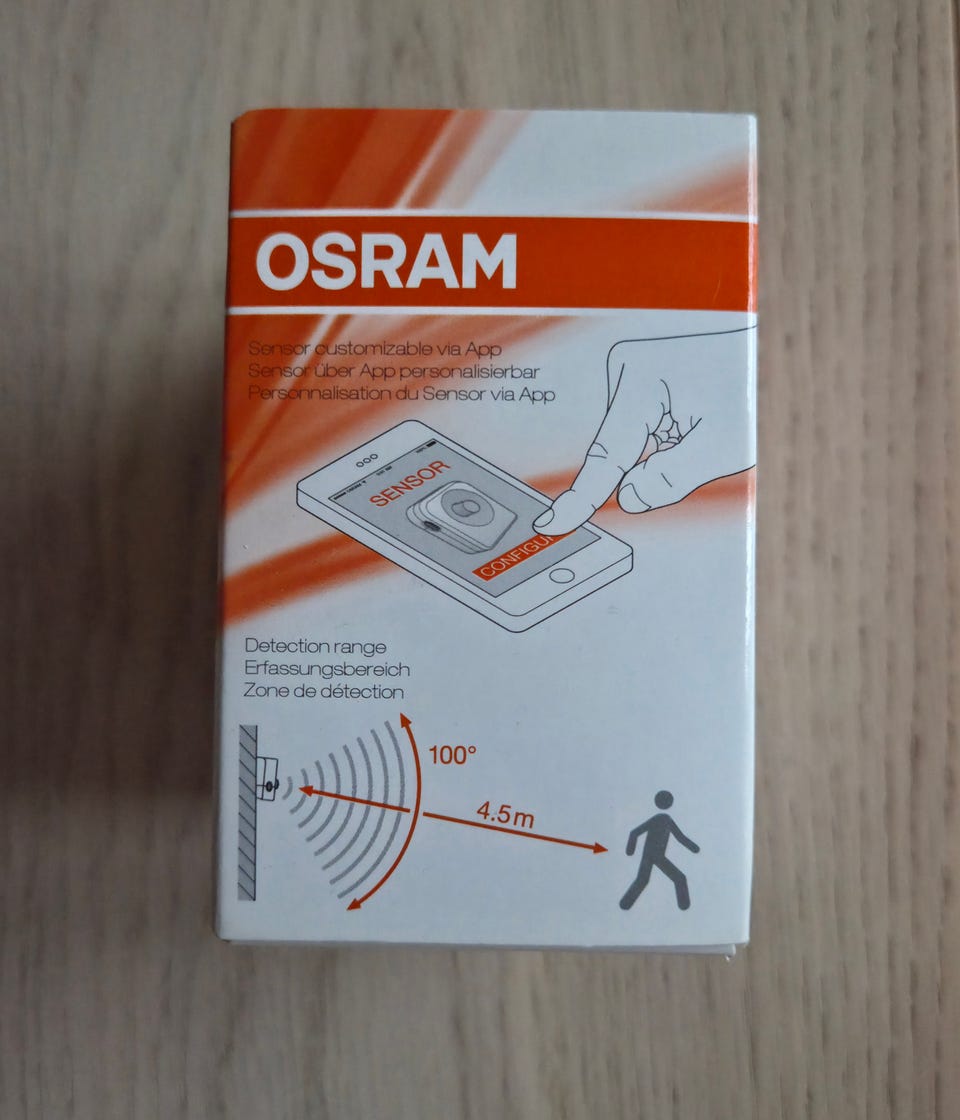 OSRAM
Sensor customizable via App
Sensor über App personalisierbar
Personnalisation du Sensor via App
SENSOR
Detection range
Erfassungsbereich
Zone de détection
100°
4.5m